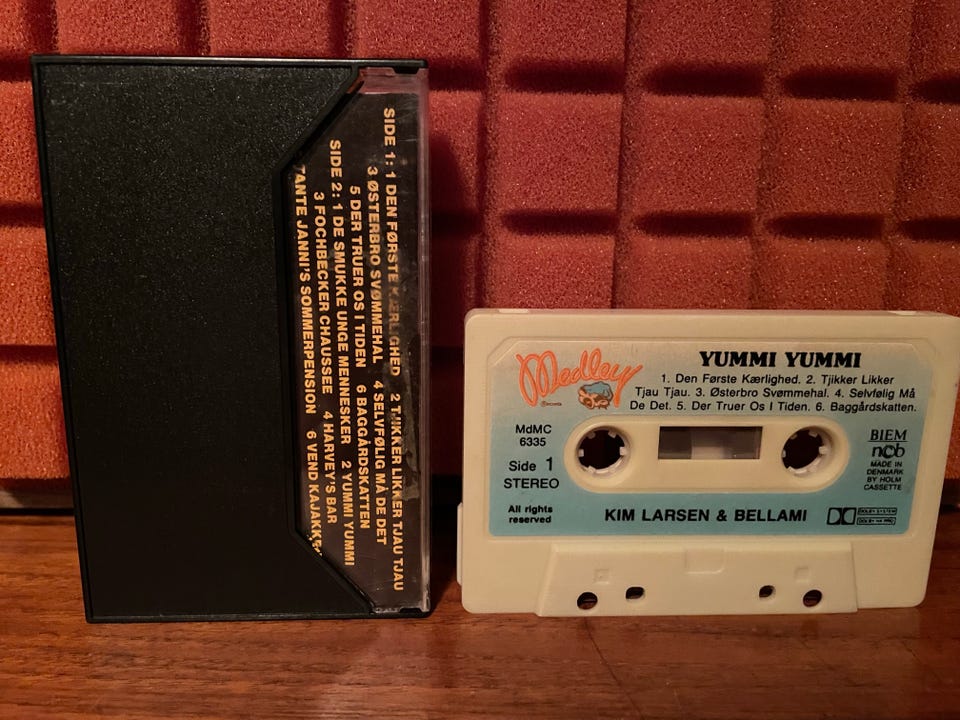 SIDE 1: 1 DEN FØRSTE KÆRLIGHED 2 TJIKKER LIKKER TJAU TJAU
3 ØSTERBRO SVØMMEHAL 4 SELVFØLIG MÅ DE DET
5 DER TRUER OS I TIDEN 6 BAGGÅRDSKATTEN
SIDE 2: 1 DE SMUKKE UNGE MENNESKER 2 YUMMI YUMMI
3 FOCHBECKER CHAUSSEE 4 HARVEY'S BAR
TANTE JANNI'S SOMMERPENSION 6 VEND
Medley
YUMMI YUMMI
1. Den Første Kærlighed. 2. Tjikker Likker
Tjau Tjau. 3. Østerbro Svømmehal. 4. Selvfølig Må
De Det. 5. Der Truer Os I Tiden. 6. Baggårdskatten.
MdMC
6335
Side 1
STEREO
BIEM
ncb
MADE IN
DENMARK
BY HOLM
CASSETTE
All rights
reserved
KIM LARSEN & BELLAMI
DOLBY SYSTEM